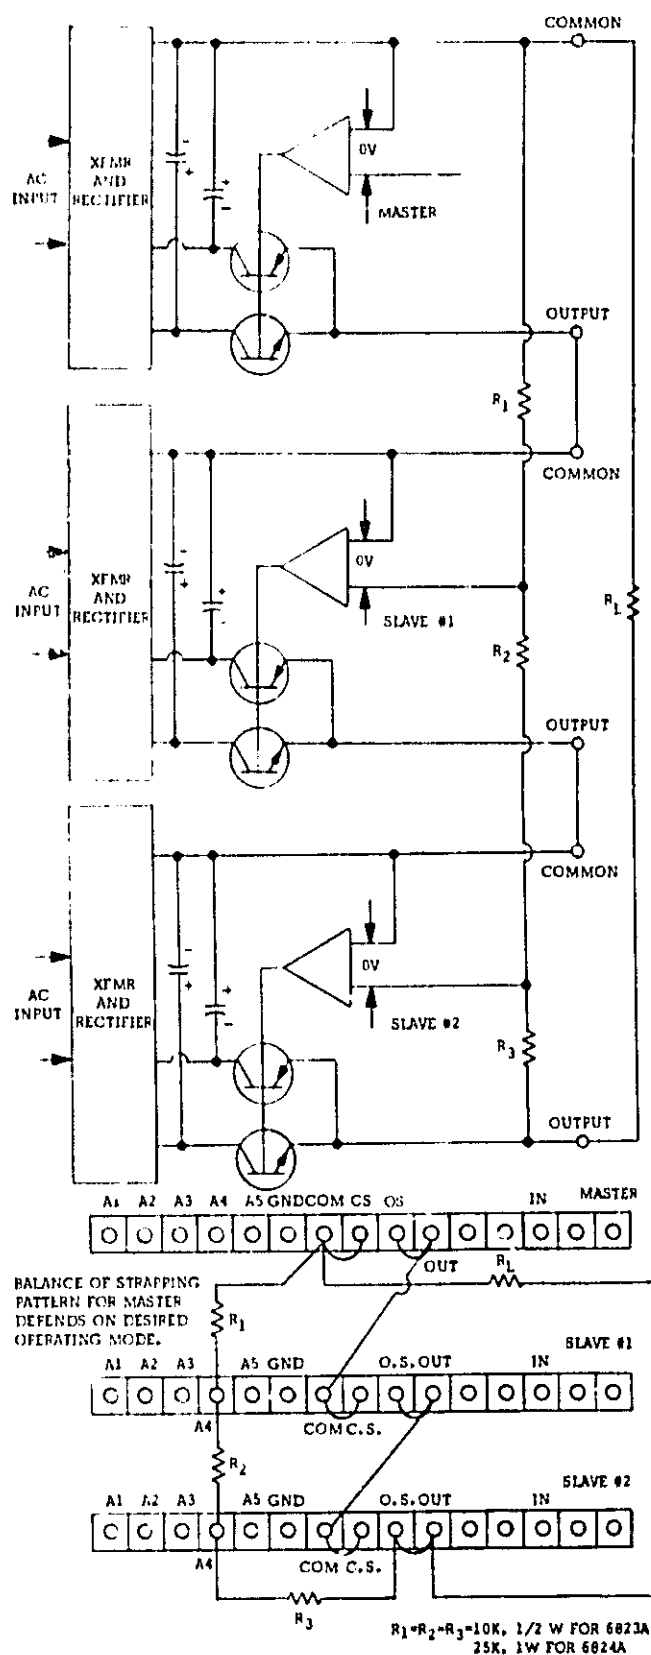 COMMON
0V
AC
INPUT
XFMR
AND
RECTIFIER
MASTER
OUTPUT
R1
COMMON
0V
AC
INPUT
XFMR
AND
RECTIFIER
SLAVE #1
RL
R2
OUTPUT
COMMON
0V
AC
INPUT
XFMR
AND
RECTIFIER
SLAVE #2
R3
OUTPUT
A1 A2 A3 A4 A5 GND COM CS OS IN MASTER
OUT RL
BALANCE OF STRAPPING
PATTERN FOR MASTER
DEPENDS ON DESIRED
OPERATING MODE.
R1
SLAVE #1
A1 A2 A3 A5 GND O.S. OUT IN
A4 COM C.S.
R2
SLAVE #2
A1 A2 A3 A5 GND O.S. OUT IN
A4 COM C.S.
R3
R1=R2=R3=10K, 1/2 W FOR 6823A
25K, 1W FOR 6824A